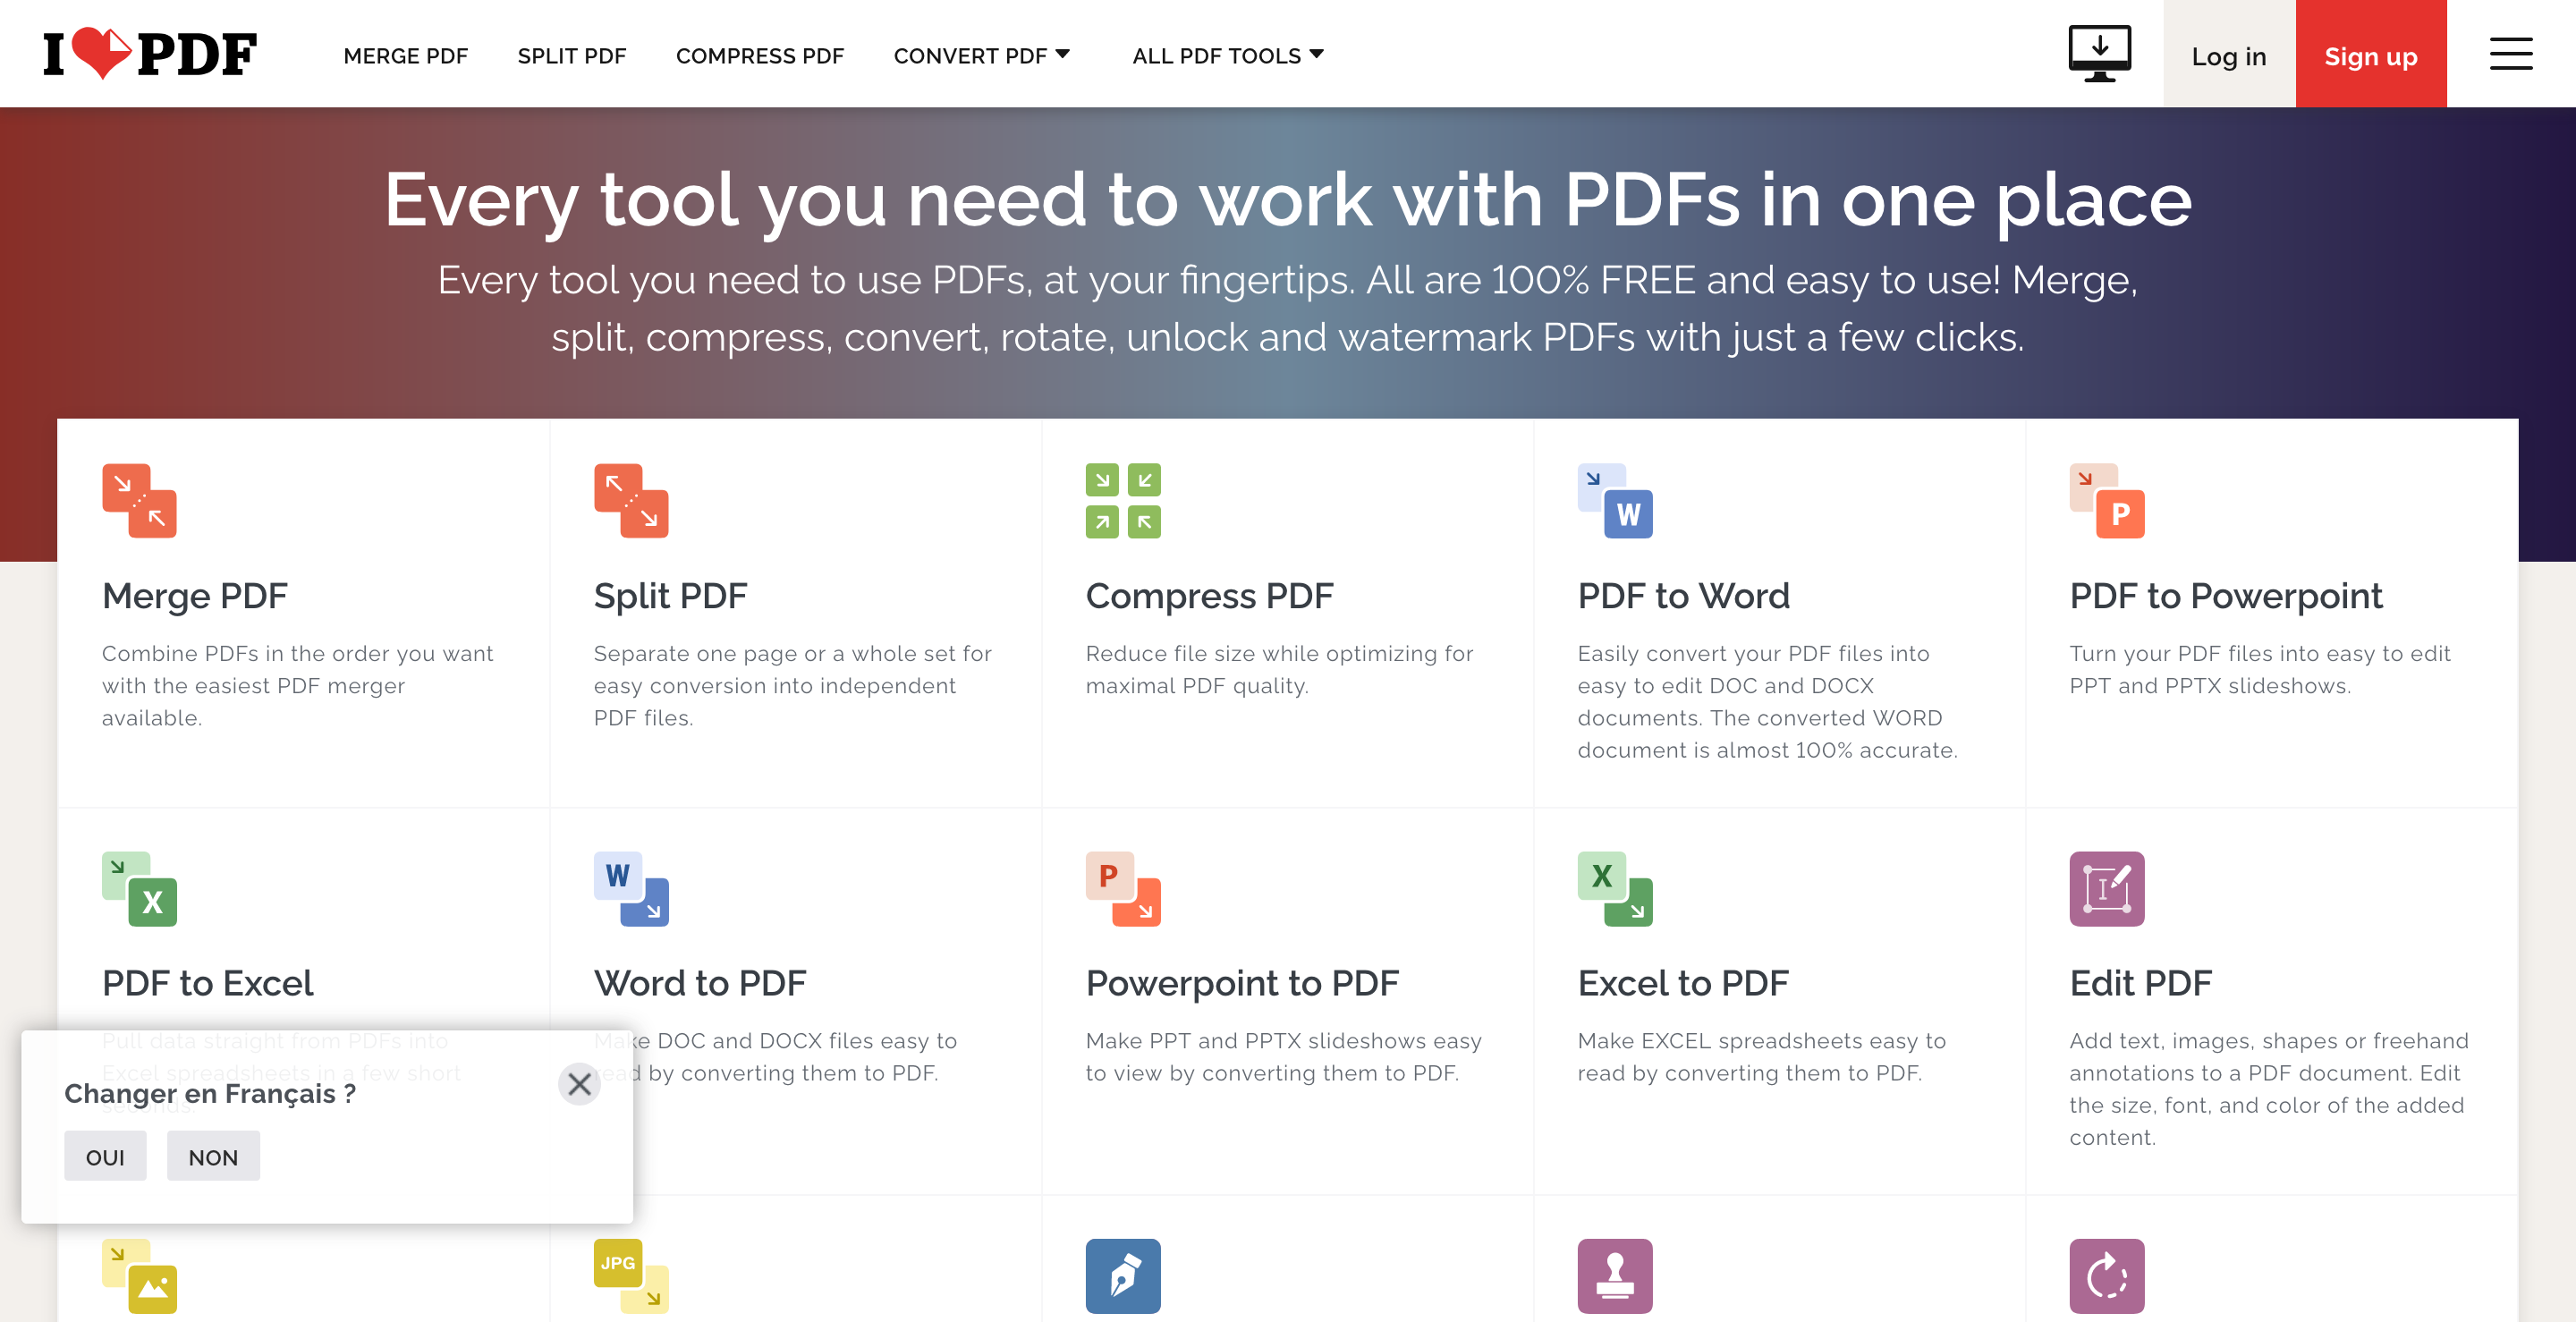 I PDF
MERGE PDF
SPLIT PDF
COMPRESS PDF
CONVERT PDF
ALL PDF TOOLS
Log in
Sign up
Every tool you need to work with PDFs in one place
Every tool you need to use PDFs, at your fingertips. All are 100% FREE and easy to use! Merge,
split, compress, convert, rotate, unlock and watermark PDFs with just a few clicks.
Merge PDF
Combine PDFs in the order you want
with the easiest PDF merger
available.
Split PDF
Separate one page or a whole set for
easy conversion into independent
PDF files.
Compress PDF
Reduce file size while optimizing for
maximal PDF quality.
W
PDF to Word
Easily convert your PDF files into
easy to edit DOC and DOCX
documents. The converted WORD
document is almost 100% accurate.
P
PDF to Powerpoint
Turn your PDF files into easy to edit
PPT and PPTX slideshows.
X
PDF to Excel
Pull data straight from PDFs into
Excel spreadsheets in a few short
seconds.
W
Word to PDF
Make DOC and DOCX files easy to
read by converting them to PDF.
P
Powerpoint to PDF
Make PPT and PPTX slideshows easy
to view by converting them to PDF.
X
Excel to PDF
Make EXCEL spreadsheets easy to
read by converting them to PDF.
Edit PDF
Add text, images, shapes or freehand
annotations to a PDF document. Edit
the size, font, and color of the added
content.
Changer en Français ?
OUI
NON
JPG